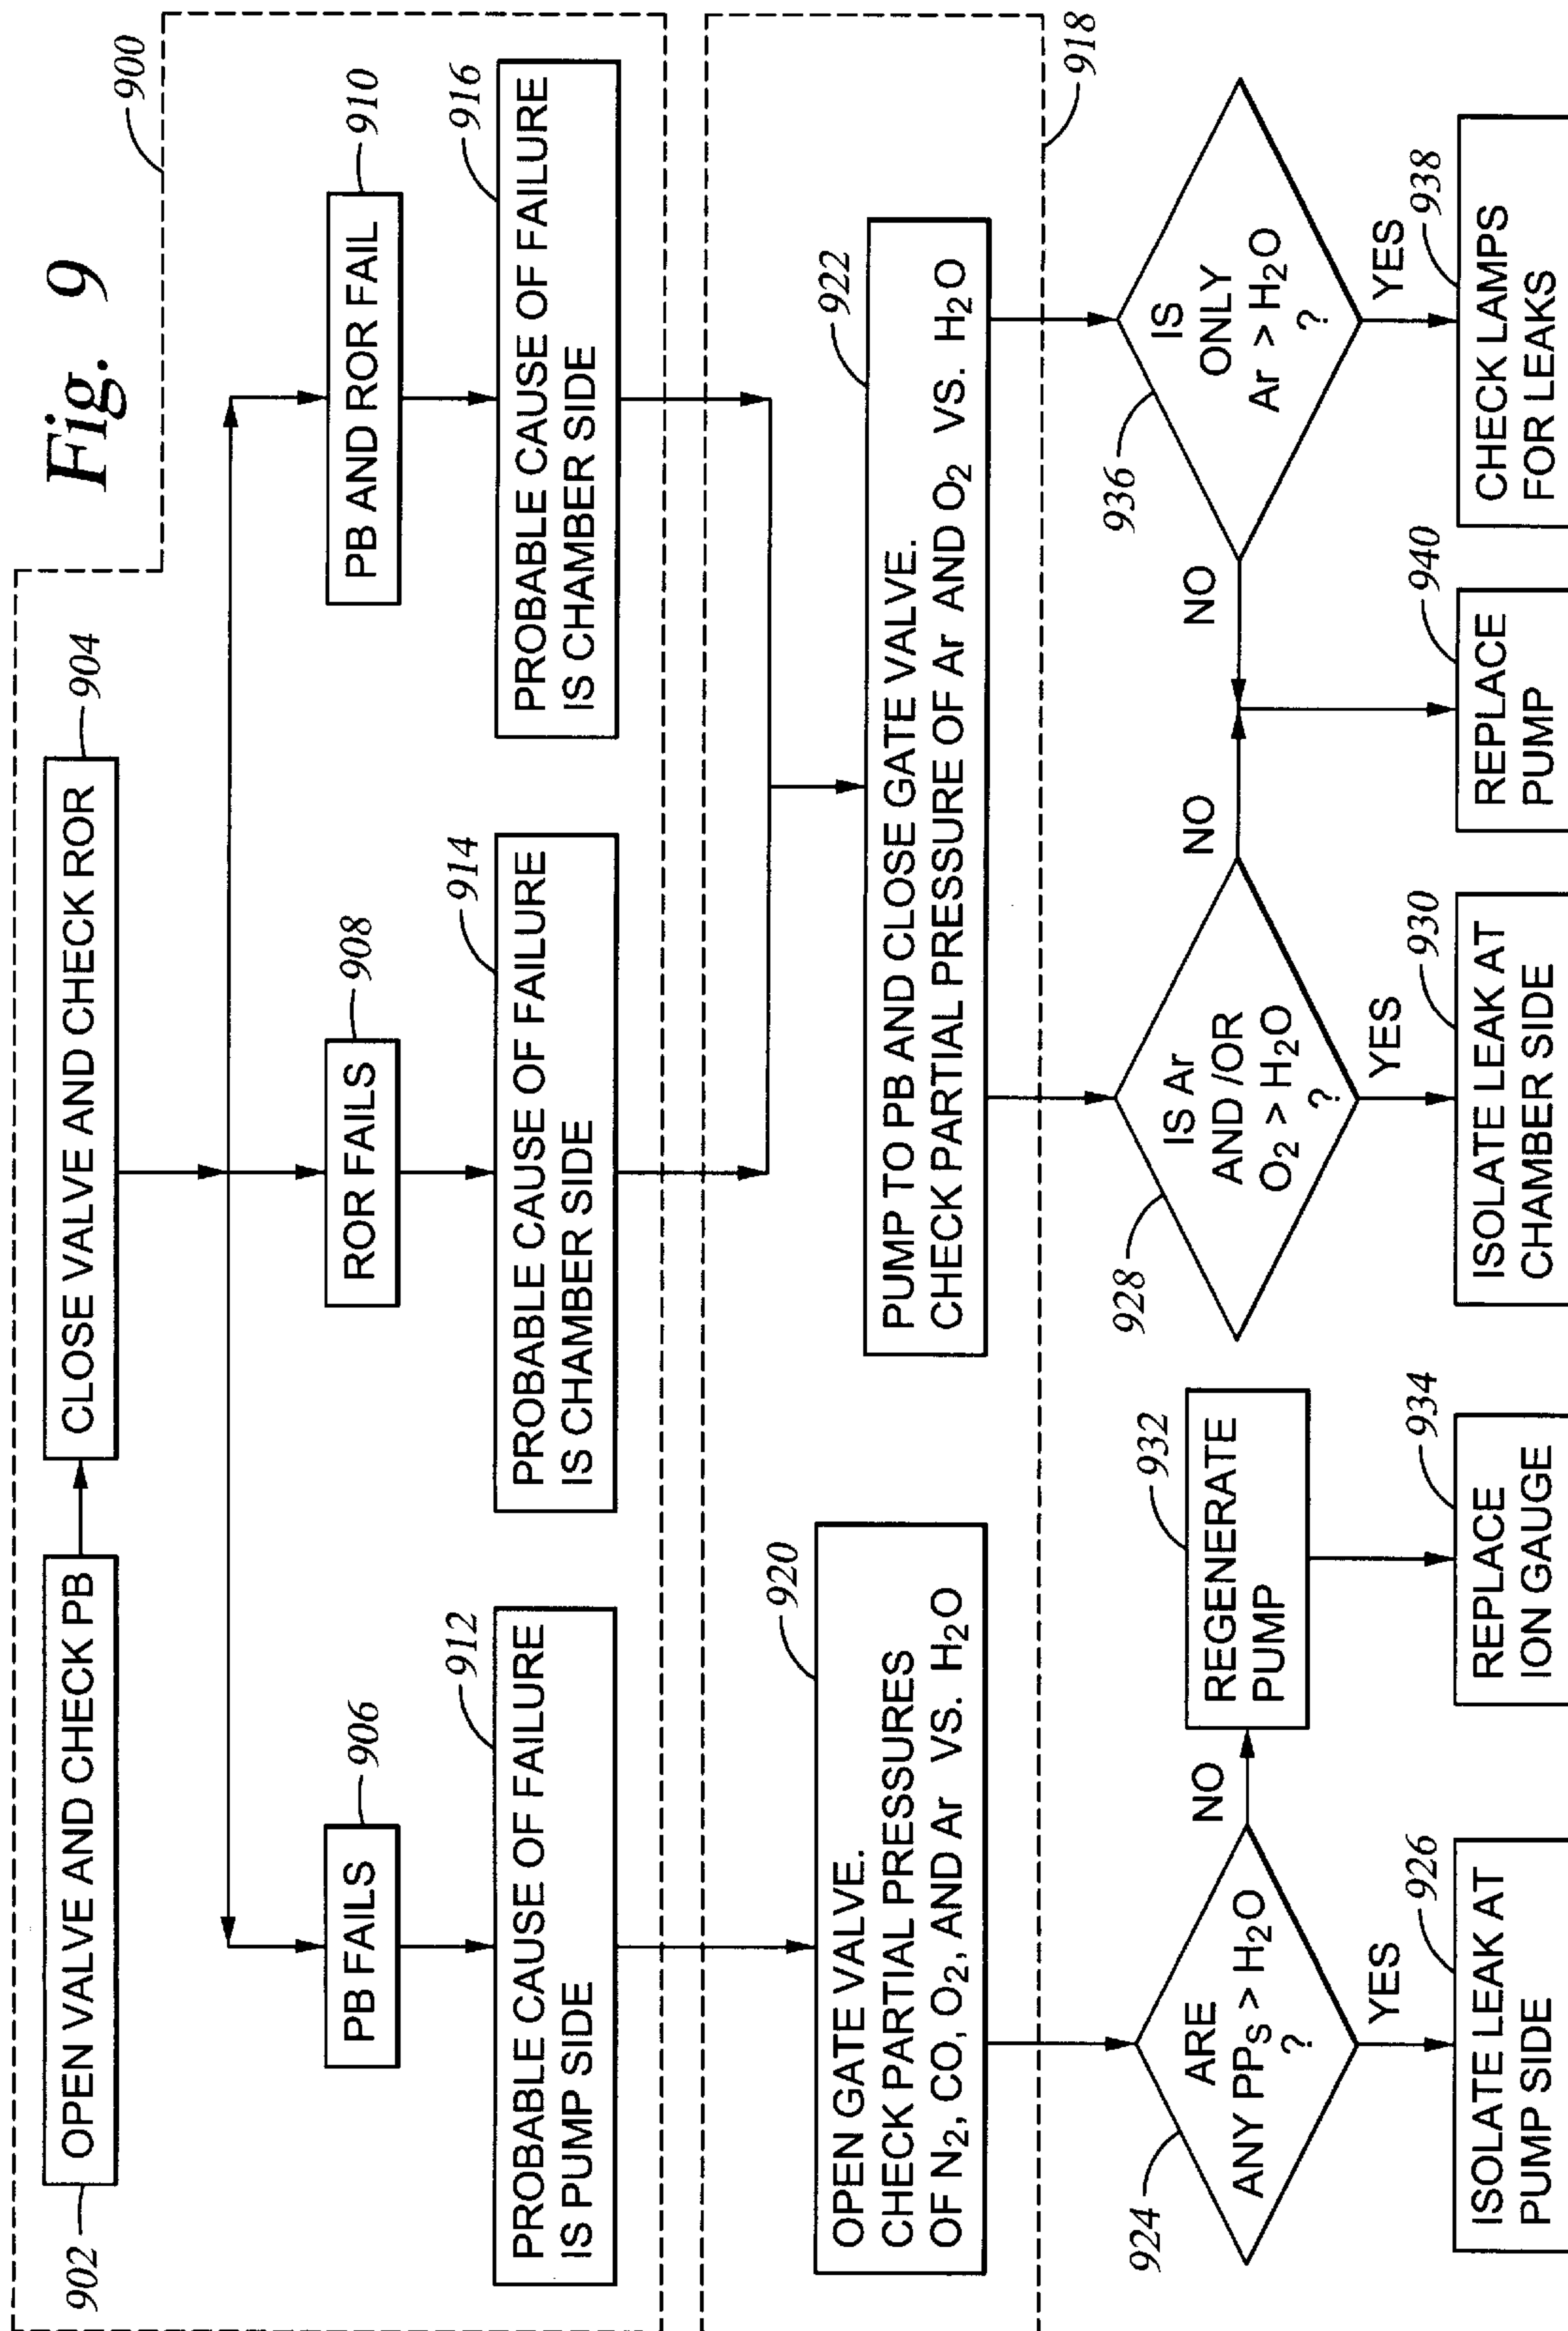 Fig. 9
900
902
OPEN VALVE AND CHECK PB
CLOSE VALVE AND CHECK ROR
904
PB FAILS
906
ROR FAILS
908
PB AND ROR FAIL
910
912
PROBABLE CAUSE OF FAILURE
IS PUMP SIDE
914
PROBABLE CAUSE OF FAILURE
IS CHAMBER SIDE
916
PROBABLE CAUSE OF FAILURE
IS CHAMBER SIDE
918
920
OPEN GATE VALVE.
CHECK PARTIAL PRESSURES
OF N2, CO, O2, AND Ar VS. H2O
922
PUMP TO PB AND CLOSE GATE VALVE.
CHECK PARTIAL PRESSURE OF Ar AND O2 VS. H2O
924
ARE
ANY PPS > H2O
?
NO
YES
932
REGENERATE
PUMP
928
IS Ar
AND /OR
O2 > H2O
?
NO
YES
936
IS
ONLY
Ar > H2O
?
NO
YES
926
ISOLATE LEAK AT
PUMP SIDE
934
REPLACE
ION GAUGE
930
ISOLATE LEAK AT
CHAMBER SIDE
940
REPLACE
PUMP
938
CHECK LAMPS
FOR LEAKS